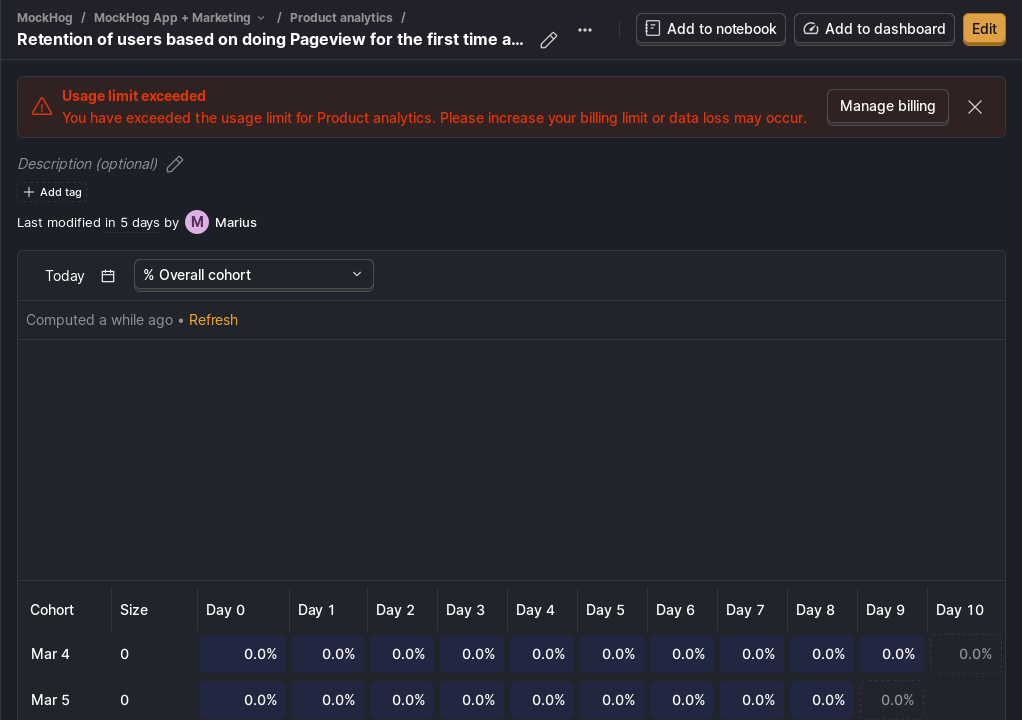 MockHog / MockHog App + Marketing / Product analytics /
Retention of users based on doing Pageview for the first time a...
Add to notebook
Add to dashboard
Edit
Usage limit exceeded
You have exceeded the usage limit for Product analytics. Please increase your billing limit or data loss may occur.
Manage billing
Description (optional)
Add tag
Last modified in 5 days by M Marius
Today
% Overall cohort
Computed a while ago • Refresh
Cohort Size Day 0 Day 1 Day 2 Day 3 Day 4 Day 5 Day 6 Day 7 Day 8 Day 9 Day 10
Mar 4 0 0.0% 0.0% 0.0% 0.0% 0.0% 0.0% 0.0% 0.0% 0.0% 0.0% 0.0%
Mar 5 0 0.0% 0.0% 0.0% 0.0% 0.0% 0.0% 0.0% 0.0% 0.0% 0.0%